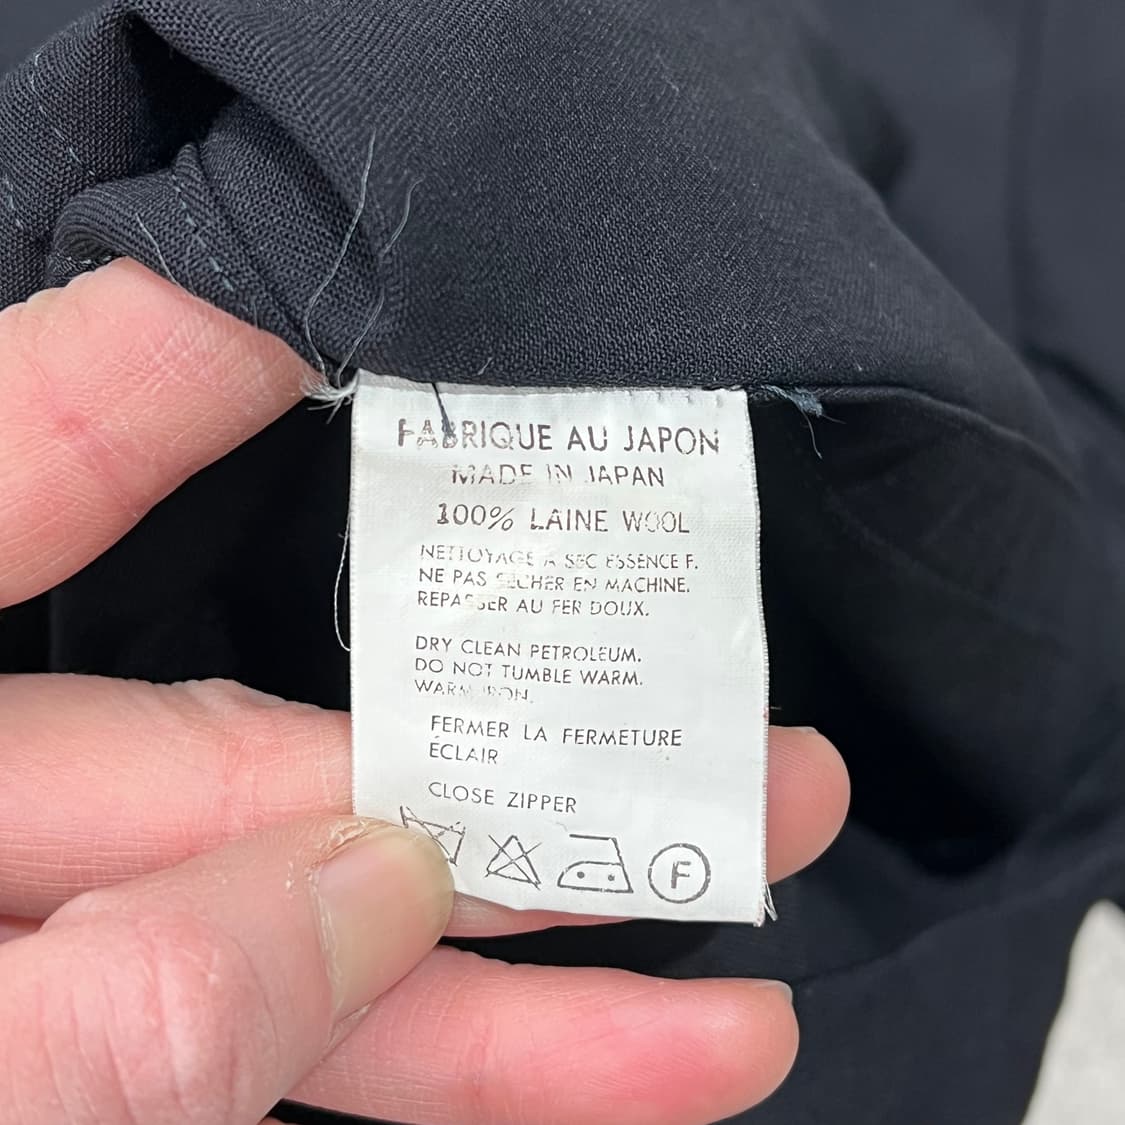 FABRIQUE AU JAPON
MADE IN JAPAN
100% LAINE WOOL
NETTOYAGE A SEC ESSENCE F.
NE PAS SECHER EN MACHINE.
REPASSER AU FER DOUX.
DRY CLEAN PETROLEUM.
DO NOT TUMBLE WARM.
WARM IRON.
FERMER LA FERMETURE
ÉCLAIR
CLOSE ZIPPER
F